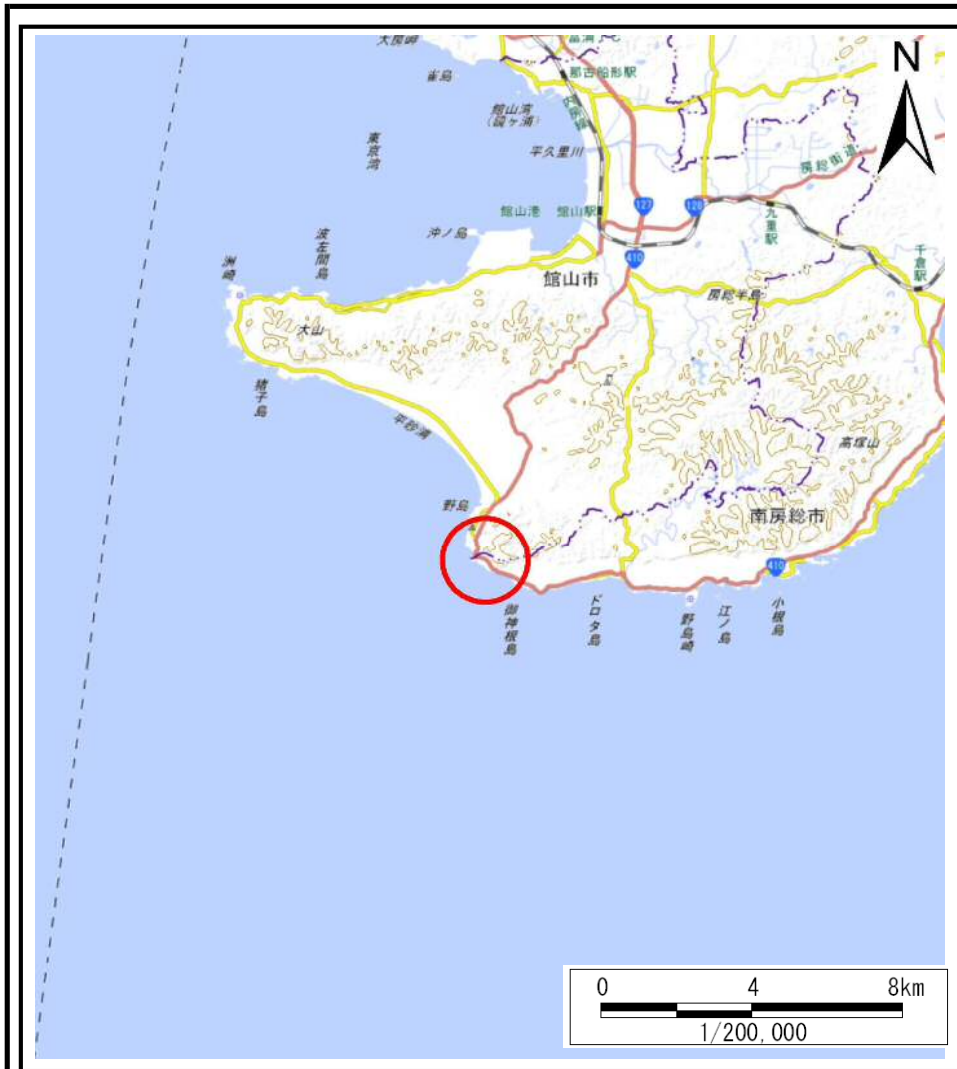 大房岬
N
那古船形駅
雀島
内房線
館山湾
(鏡ヶ浦)
東京湾
平久里川
房総街道
127
128
館山港
館山駅
九重駅
沖ノ島
波左間島
洲崎
千倉駅
410
館山市
房総半島
大山
猪子島
平砂浦
高塚山
野島
南房総市
410
御神根島
ドロタ島
野島崎
江ノ島
小根島
0 4 8km
1/200,000